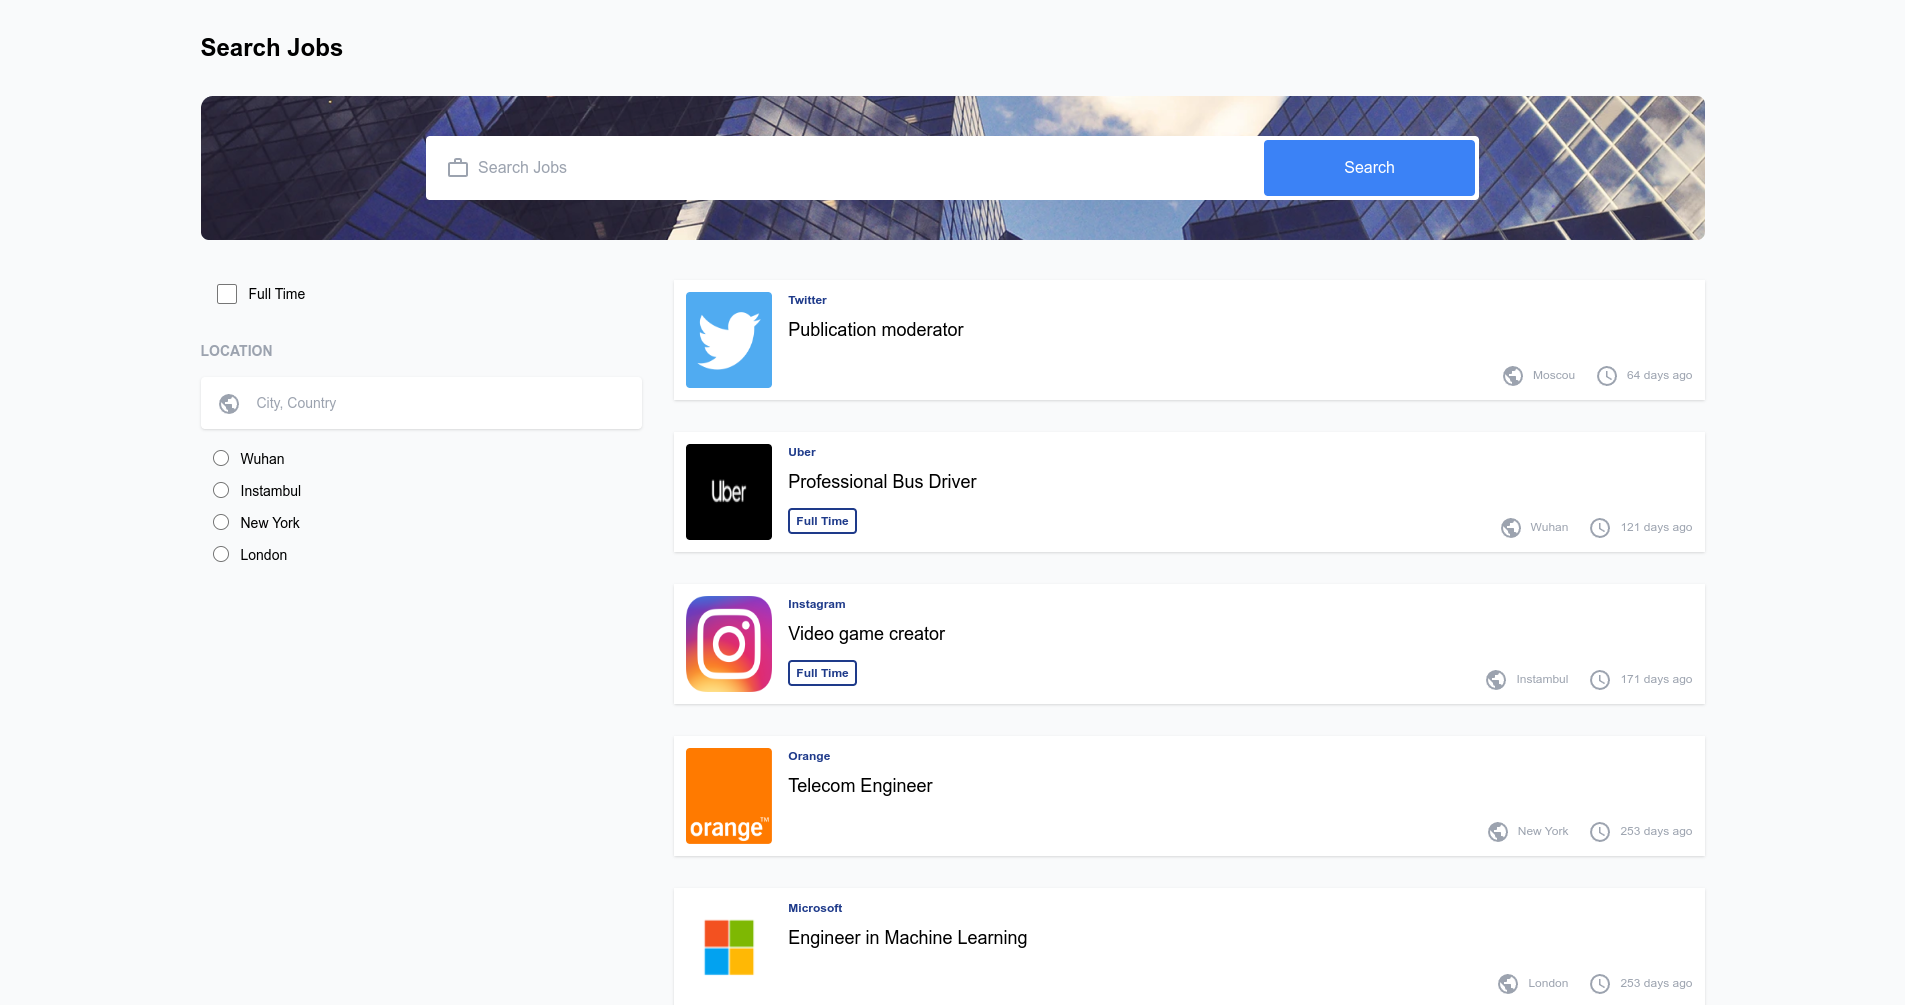 Search Jobs
Search Jobs
Search
Full Time
LOCATION
City, Country
Wuhan
Instambul
New York
London
Twitter
Publication moderator
Moscou
64 days ago
Uber
Uber
Professional Bus Driver
Full Time
Wuhan
121 days ago
Instagram
Video game creator
Full Time
Instambul
171 days ago
orange™
Orange
Telecom Engineer
New York
253 days ago
Microsoft
Engineer in Machine Learning
London
253 days ago